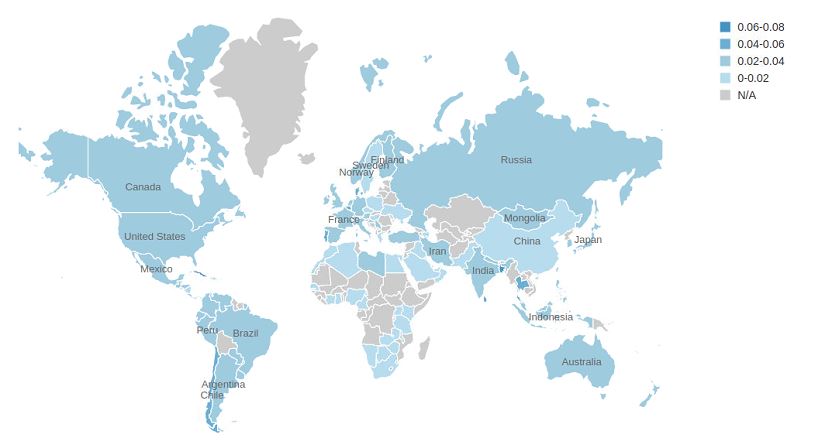 0.06-0.08
0.04-0.06
0.02-0.04
0-0.02
N/A
Finland
Sweden
Norway
Russia
Canada
France
Mongolia
United States
China
Japan
Iran
Mexico
India
Indonesia
Peru
Brazil
Australia
Argentina
Chile